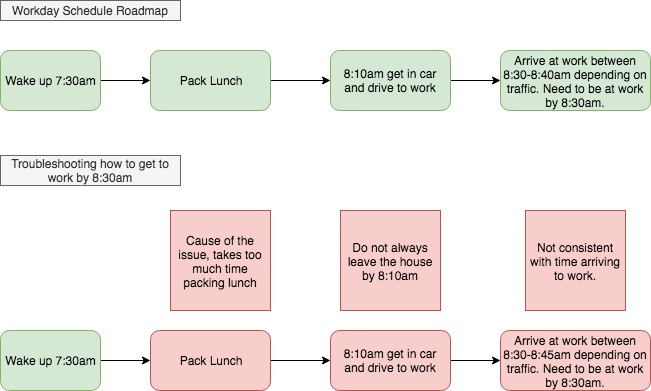 Workday Schedule Roadmap
Wake up 7:30am
Pack Lunch
8:10am get in car
and drive to work
Arrive at work between
8:30-8:40am depending on
traffic. Need to be at work
by 8:30am.
Troubleshooting how to get to
work by 8:30am
Cause of the
issue, takes too
much time
packing lunch
Do not always
leave the house
by 8:10am
Not consistent
with time arriving
to work.
Wake up 7:30am
Pack Lunch
8:10am get in car
and drive to work
Arrive at work between
8:30-8:45am depending on
traffic. Need to be at work
by 8:30am.